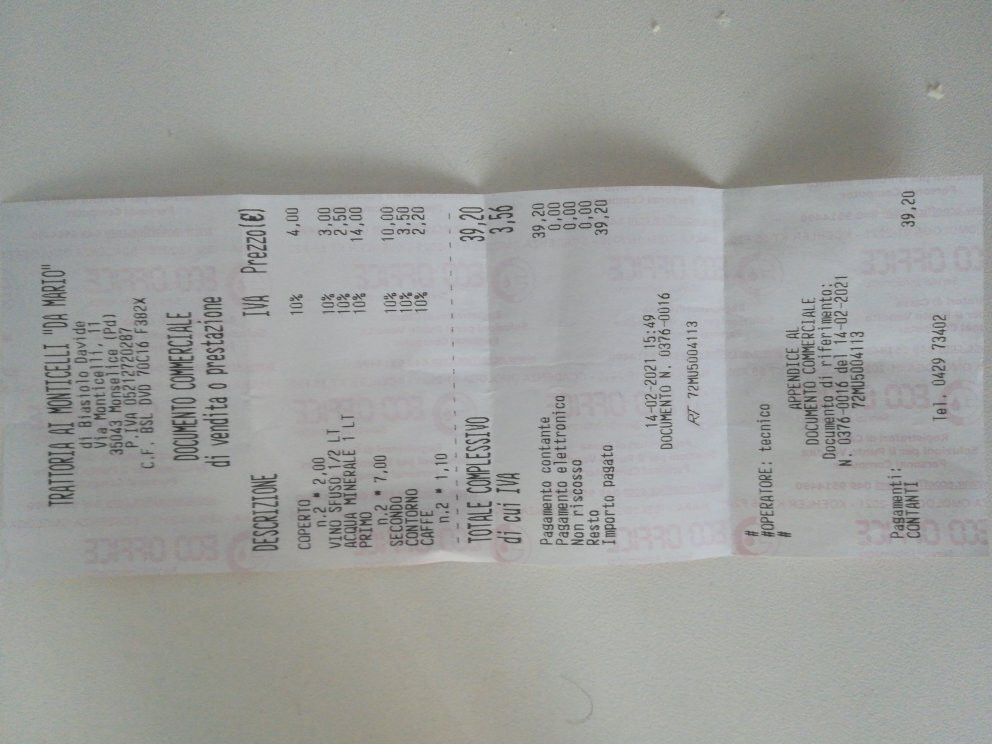 TRATTORIA AI MONTICELLI "DA MARIO"
di Biasiolo Davide
Via Monticelli, 11
35043 Monselice (Pd)
P.IVA 05212720287
C.F. BSL DVD 70C16 F382X
DOCUMENTO COMMERCIALE
di vendita o prestazione
DESCRIZIONE IVA Prezzo(€)
COPERTO 10% 4,00
n.2 * 2,00
VINO SFUSO 1/2 LT 10% 3,00
ACQUA MINERALE 1 LT 10% 2,50
PRIMO 10% 14,00
n.2 * 7,00
SECONDO 10% 10,00
CONTORNO 10% 3,50
CAFFE 10% 2,20
n.2 * 1,10
TOTALE COMPLESSIVO 39,20
di cui IVA 3,56
Pagamento contante 39,20
Pagamento elettronico 0,00
Non riscosso 0,00
Resto 0,00
Importo pagato 39,20
14-02-2021 15:49
DOCUMENTO N. 0376-0016
RT 72MU5004113
#
#OPERATORE: tecnico
#
APPENDICE AL
DOCUMENTO COMMERCIALE
Documento di riferimento:
N. 0376-0016 del 14-02-2021
72MU5004113
Pagamenti:
CONTANTI 39,20
Tel. 0429 73402